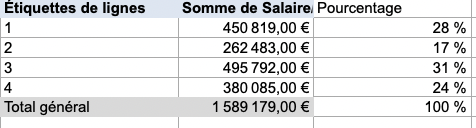 Étiquettes de lignes Somme de Salaire/ Pourcentage
1 450 819,00 € 28 %
2 262 483,00 € 17 %
3 495 792,00 € 31 %
4 380 085,00 € 24 %
Total général 1 589 179,00 € 100 %